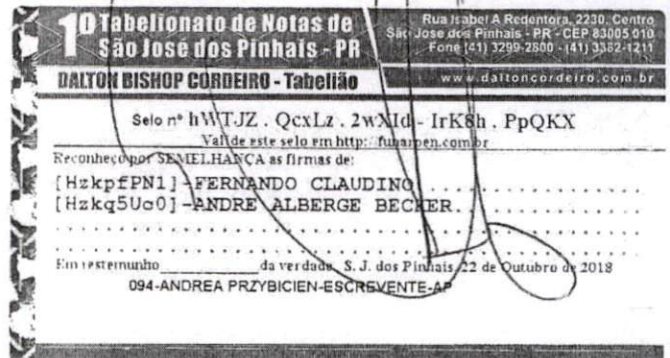 1º Tabelionato de Notas de
São José dos Pinhais - PR
Rua Isabel A Redentora, 2230, Centro
São Jose dos Pinhais - PR - CEP 83005 010
Fone (41) 3299-2800 - (41) 3382-1211
DALTON BISHOP CORDEIRO - Tabelião
www.daltoncordeiro.com.br
Selo nº hWTJZ . QcxLz . 2wXId - IrK8h . PpQKX
Valide este selo em http://funarpen.com.br
Reconheço por SEMELHANÇA as firmas de:
[HzkpfPN1]-FERNANDO CLAUDINO
[Hzkq5Uc0]-ANDRE ALBERGE BECKER
Em testemunho da verdade, S. J. dos Pinhais, 22 de Outubro de 2018
094-ANDREA PRZYBICIEN-ESCREVENTE-AP